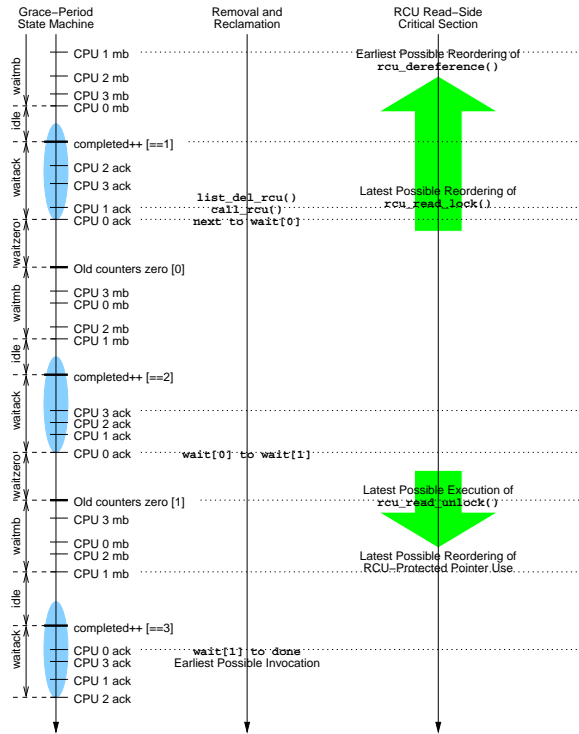 Grace−Period
State Machine
Removal and
Reclamation
RCU Read−Side
Critical Section
CPU 1 mb
Earliest Possible Reordering of
rcu_dereference()
waitmb
CPU 2 mb
CPU 3 mb
CPU 0 mb
idle
completed++ [==1]
waitack
CPU 2 ack
CPU 3 ack
list_del_rcu()
Latest Possible Reordering of
CPU 1 ack
call_rcu()
rcu_read_lock()
CPU 0 ack
next to wait[0]
waitzero
Old counters zero [0]
waitmb
CPU 3 mb
CPU 0 mb
CPU 2 mb
CPU 1 mb
idle
completed++ [==2]
waitack
CPU 3 ack
CPU 2 ack
CPU 1 ack
CPU 0 ack
wait[0] to wait[1]
waitzero
Latest Possible Execution of
Old counters zero [1]
rcu_read_unlock()
waitmb
CPU 3 mb
CPU 0 mb
CPU 2 mb
Latest Possible Reordering of
RCU−Protected Pointer Use
CPU 1 mb
idle
completed++ [==3]
waitack
CPU 0 ack
wait[1] to done
CPU 3 ack
Earliest Possible Invocation
CPU 1 ack
CPU 2 ack